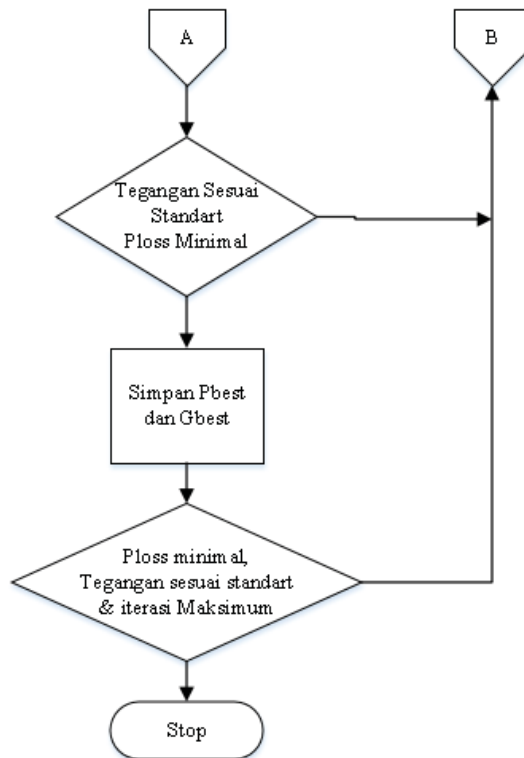 A
B
Tegangan Sesuai
Standart
Ploss Minimal
Simpan Pbest
dan Gbest
Ploss minimal,
Tegangan sesuai standart
& iterasi Maksimum
Stop